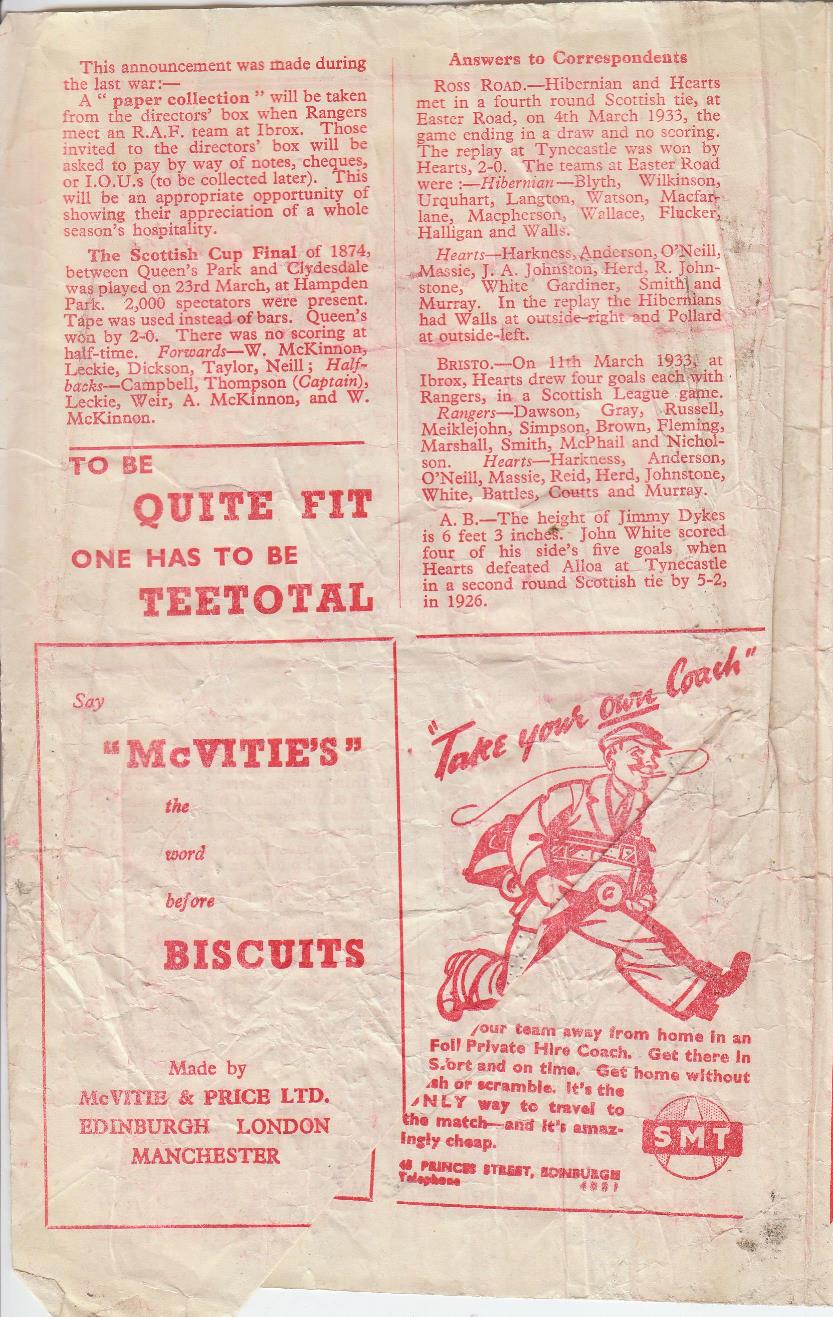 This announcement was made during
the last war:—
A “ paper collection ” will be taken
from the directors’ box when Rangers
meet an R.A.F. team at Ibrox. Those
invited to the directors’ box will be
asked to pay by way of notes, cheques,
or I.O.U.s (to be collected later). This
will be an appropriate opportunity of
showing their appreciation of a whole
season’s hospitality.
The Scottish Cup Final of 1874,
between Queen’s Park and Clydesdale
was played on 23rd March, at Hampden
Park. 2,000 spectators were present.
Tape was used instead of bars. Queen’s
won by 2-0. There was no scoring at
half-time. Forwards—W. McKinnon,
Leckie, Dickson, Taylor, Neill ; Half-
backs—Campbell, Thompson (Captain),
Leckie, Weir, A. McKinnon, and W.
McKinnon.
TO BE
QUITE FIT
ONE HAS TO BE
TEETOTAL
Answers to Correspondents
ROSS ROAD.—Hibernian and Hearts
met in a fourth round Scottish tie, at
Easter Road, on 4th March 1933, the
game ending in a draw and no scoring.
The replay at Tynecastle was won by
Hearts, 2-0. The teams at Easter Road
were :—Hibernian—Blyth, Wilkinson,
Urquhart, Langton, Watson, Macfar-
lane, Macpherson, Wallace, Flucker,
Halligan and Walls.
Hearts—Harkness, Anderson, O’Neill,
Massie, J. A. Johnston, Herd, R. John-
stone, White Gardiner, Smith and
Murray. In the replay the Hibernians
had Walls at outside-right and Pollard
at outside-left.
BRISTO.—On 11th March 1933, at
Ibrox, Hearts drew four goals each with
Rangers, in a Scottish League game.
Rangers—Dawson, Gray, Russell,
Meiklejohn, Simpson, Brown, Fleming,
Marshall, Smith, McPhail and Nichol-
son. Hearts—Harkness, Anderson,
O’Neill, Massie, Reid, Herd, Johnstone,
White, Battles, Coutts and Murray.
A. B.—The height of Jimmy Dykes
is 6 feet 3 inches. John White scored
four of his side’s five goals when
Hearts defeated Alloa at Tynecastle
in a second round Scottish tie by 5-2,
in 1926.
Say
“McVITIE’S”
the
word
before
BISCUITS
Made by
McVITIE & PRICE LTD.
EDINBURGH LONDON
MANCHESTER
"Take your own Coach"
your team away from home in an
Private Hire Coach. Get there in
and on time. Get home without
or scramble. It’s the
way to travel to
the match—and it’s amaz-
ingly cheap.
PRINCES STREET, EDINBURGH
Telephone
SMT